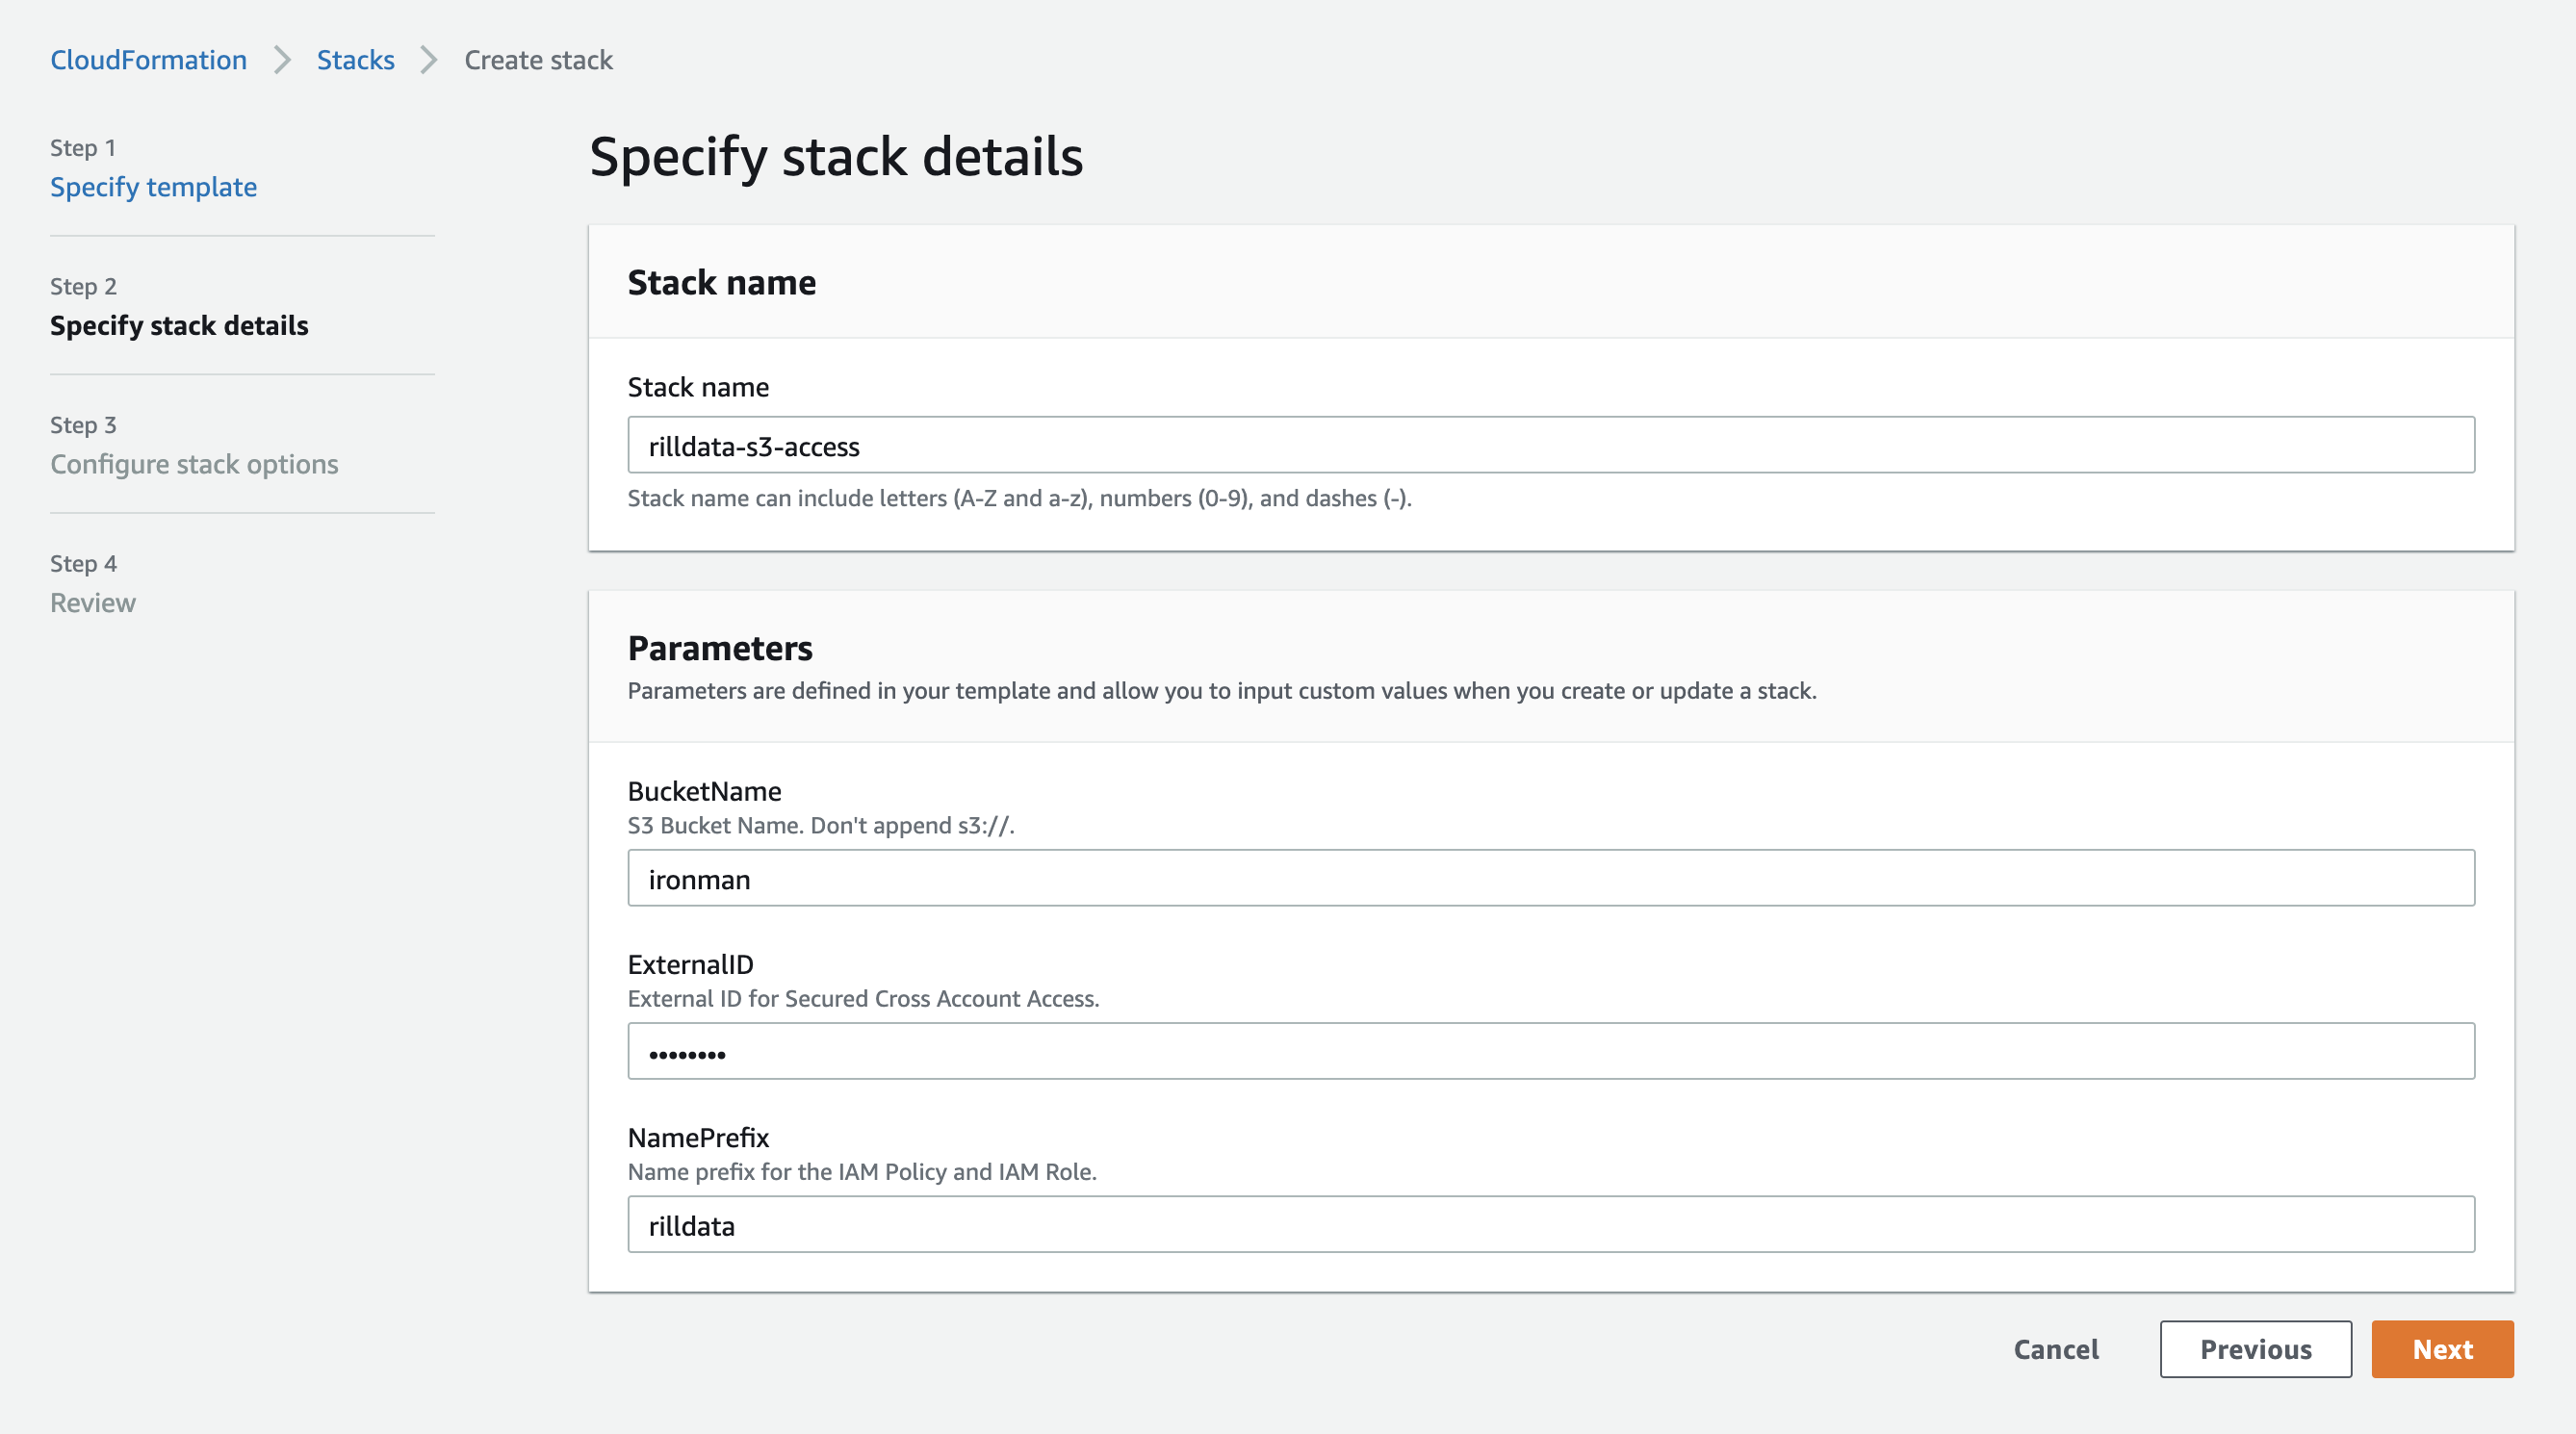 CloudFormation > Stacks > Create stack
Step 1
Specify template
Step 2
Specify stack details
Step 3
Configure stack options
Step 4
Review
Specify stack details
Stack name
Stack name
rilldata-s3-access
Stack name can include letters (A-Z and a-z), numbers (0-9), and dashes (-).
Parameters
Parameters are defined in your template and allow you to input custom values when you create or update a stack.
BucketName
S3 Bucket Name. Don't append s3://.
ironman
ExternalID
External ID for Secured Cross Account Access.
••••••••
NamePrefix
Name prefix for the IAM Policy and IAM Role.
rilldata
Cancel Previous Next